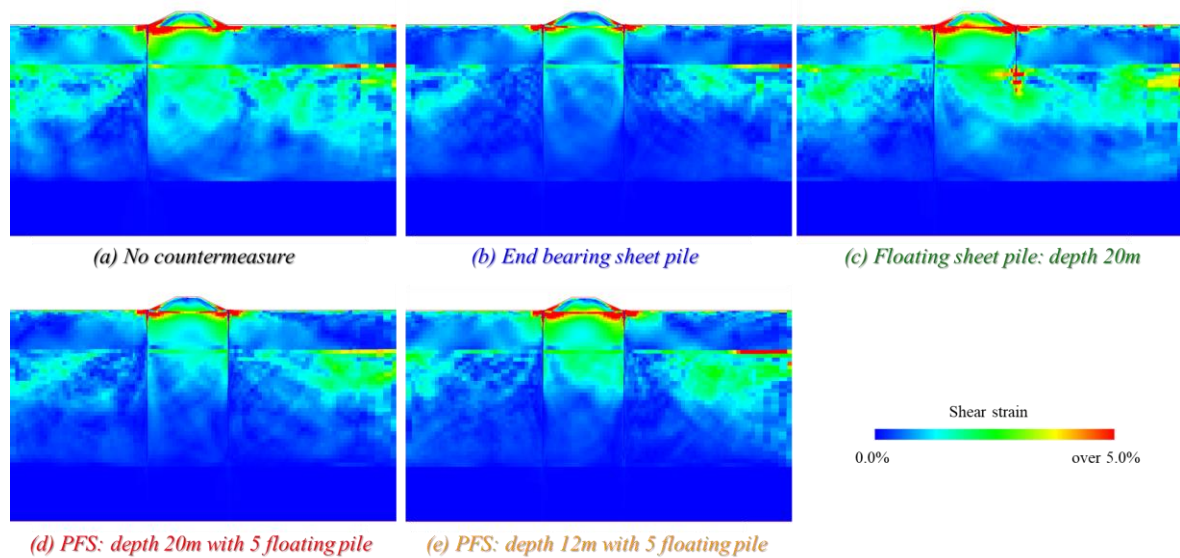 (a) No countermeasure
(b) End bearing sheet pile
(c) Floating sheet pile: depth 20m
(d) PFS: depth 20m with 5 floating pile
(e) PFS: depth 12m with 5 floating pile
Shear strain
0.0%
over 5.0%